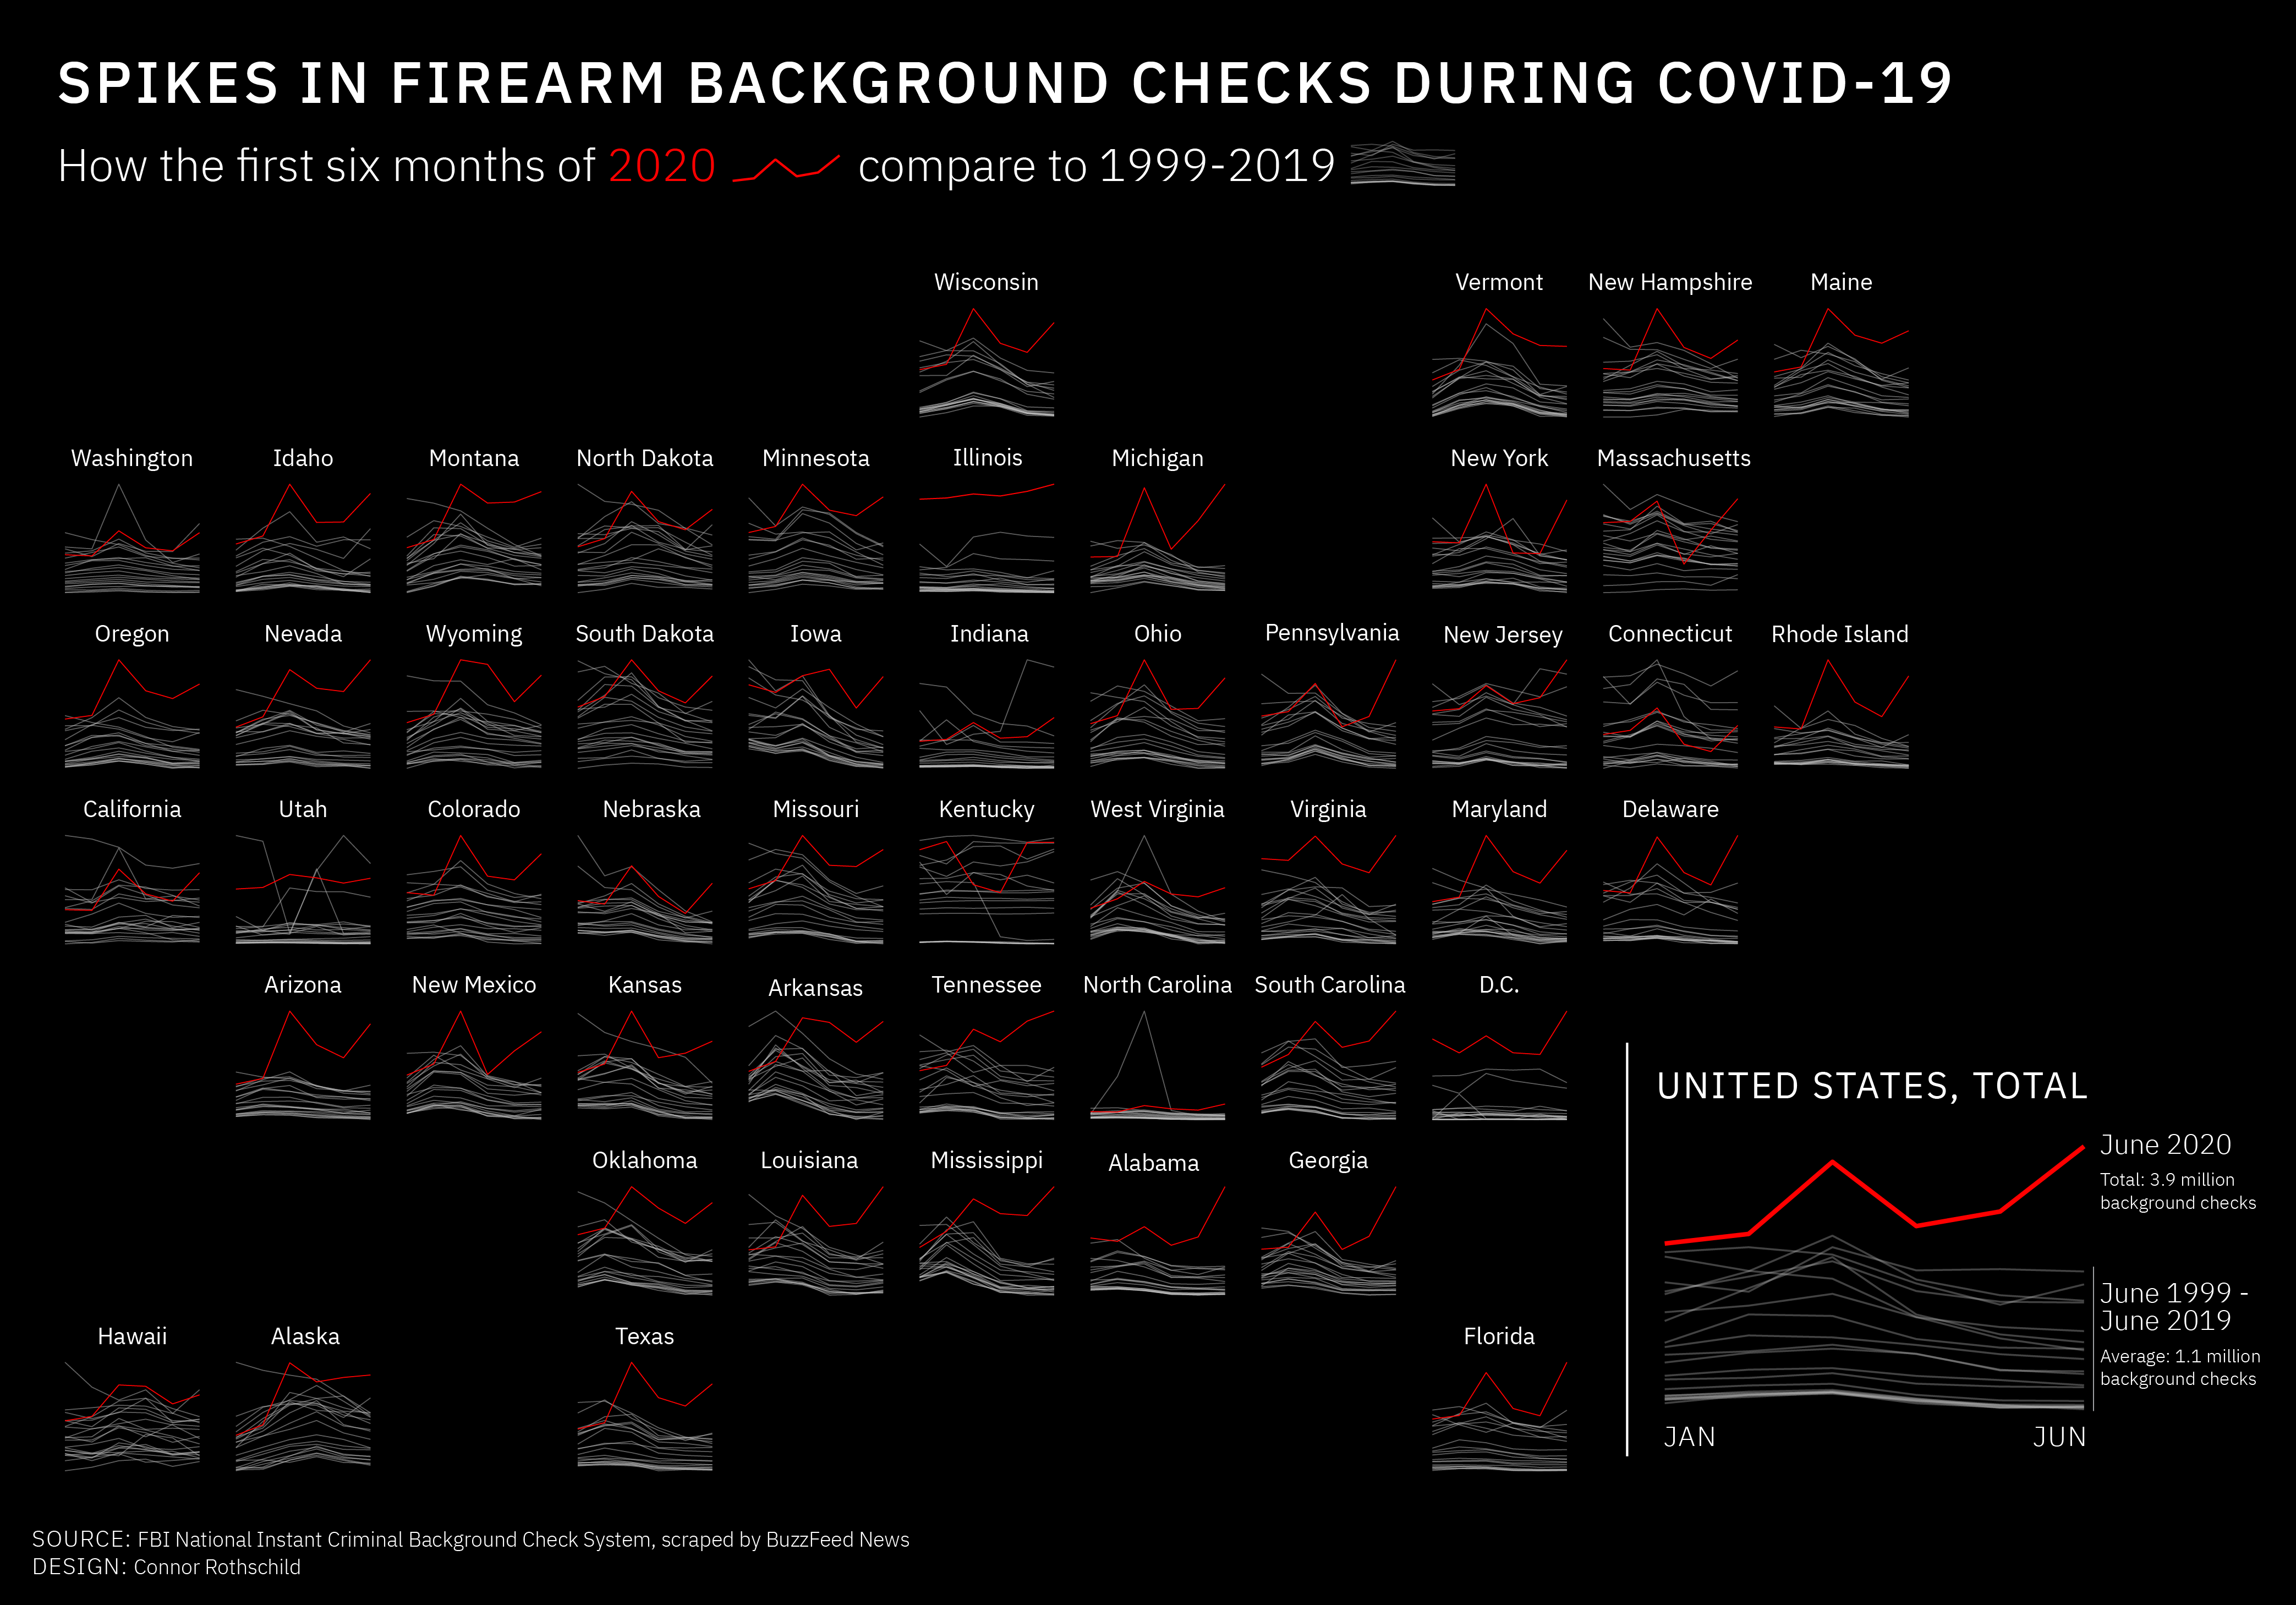 SPIKES IN FIREARM BACKGROUND CHECKS DURING COVID-19
How the first six months of 2020 compare to 1999-2019
Wisconsin Vermont New Hampshire Maine
Washington Idaho Montana North Dakota Minnesota Illinois Michigan New York Massachusetts
Oregon Nevada Wyoming South Dakota Iowa Indiana Ohio Pennsylvania New Jersey Connecticut Rhode Island
California Utah Colorado Nebraska Missouri Kentucky West Virginia Virginia Maryland Delaware
Arizona New Mexico Kansas Arkansas Tennessee North Carolina South Carolina D.C.
Oklahoma Louisiana Mississippi Alabama Georgia
Hawaii Alaska Texas Florida
UNITED STATES, TOTAL
June 2020
Total: 3.9 million
background checks
June 1999 -
June 2019
Average: 1.1 million
background checks
JAN JUN
SOURCE: FBI National Instant Criminal Background Check System, scraped by BuzzFeed News
DESIGN: Connor Rothschild